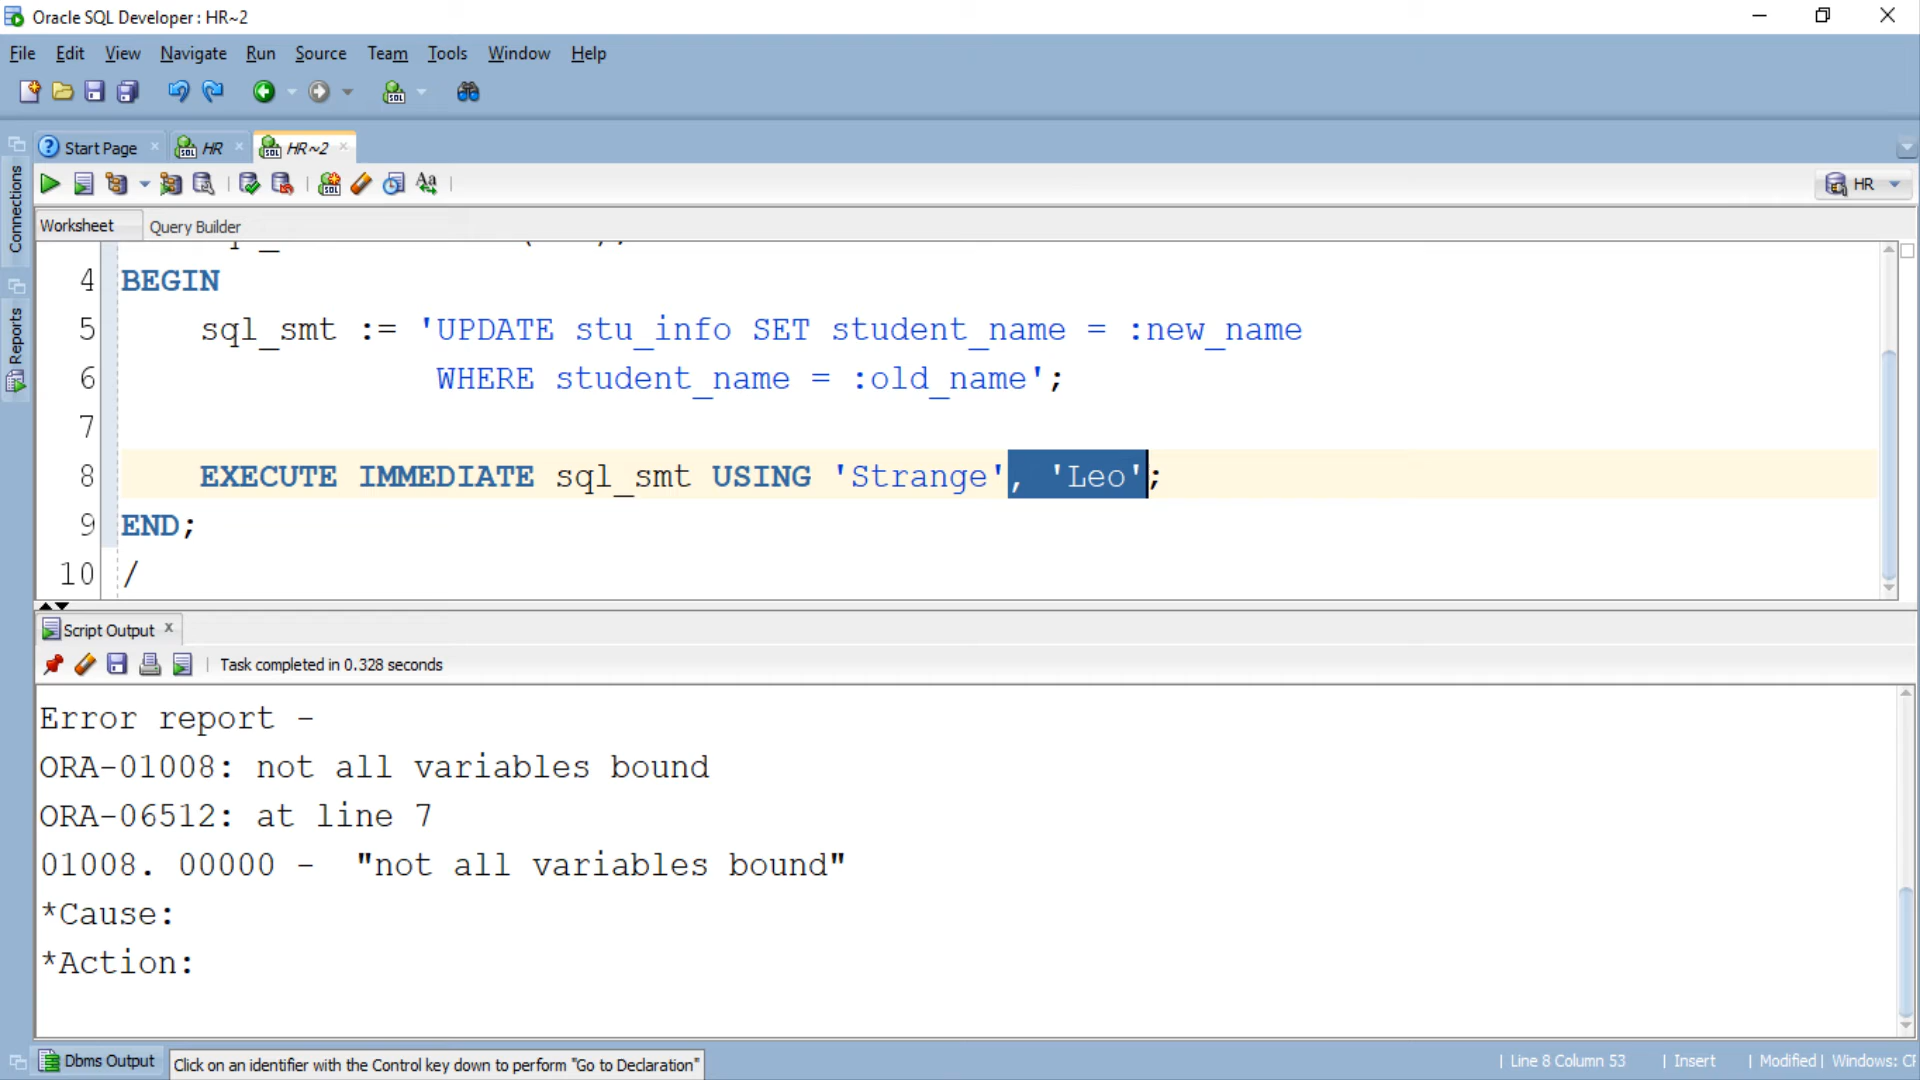 Oracle SQL Developer : HR~2
File Edit View Navigate Run Source Team Tools Window Help
Start Page HR HR~2
HR
Connections
Reports
Worksheet Query Builder
4 BEGIN
5 sql_smt := 'UPDATE stu_info SET student_name = :new_name
6 WHERE student_name = :old_name';
7
8 EXECUTE IMMEDIATE sql_smt USING 'Strange', 'Leo';
9 END;
10 /
Script Output
Task completed in 0.328 seconds
Error report -
ORA-01008: not all variables bound
ORA-06512: at line 7
01008. 00000 - "not all variables bound"
*Cause:
*Action:
Dbms Output
Click on an identifier with the Control key down to perform "Go to Declaration"
| Line 8 Column 53 | Insert | Modified | Windows: